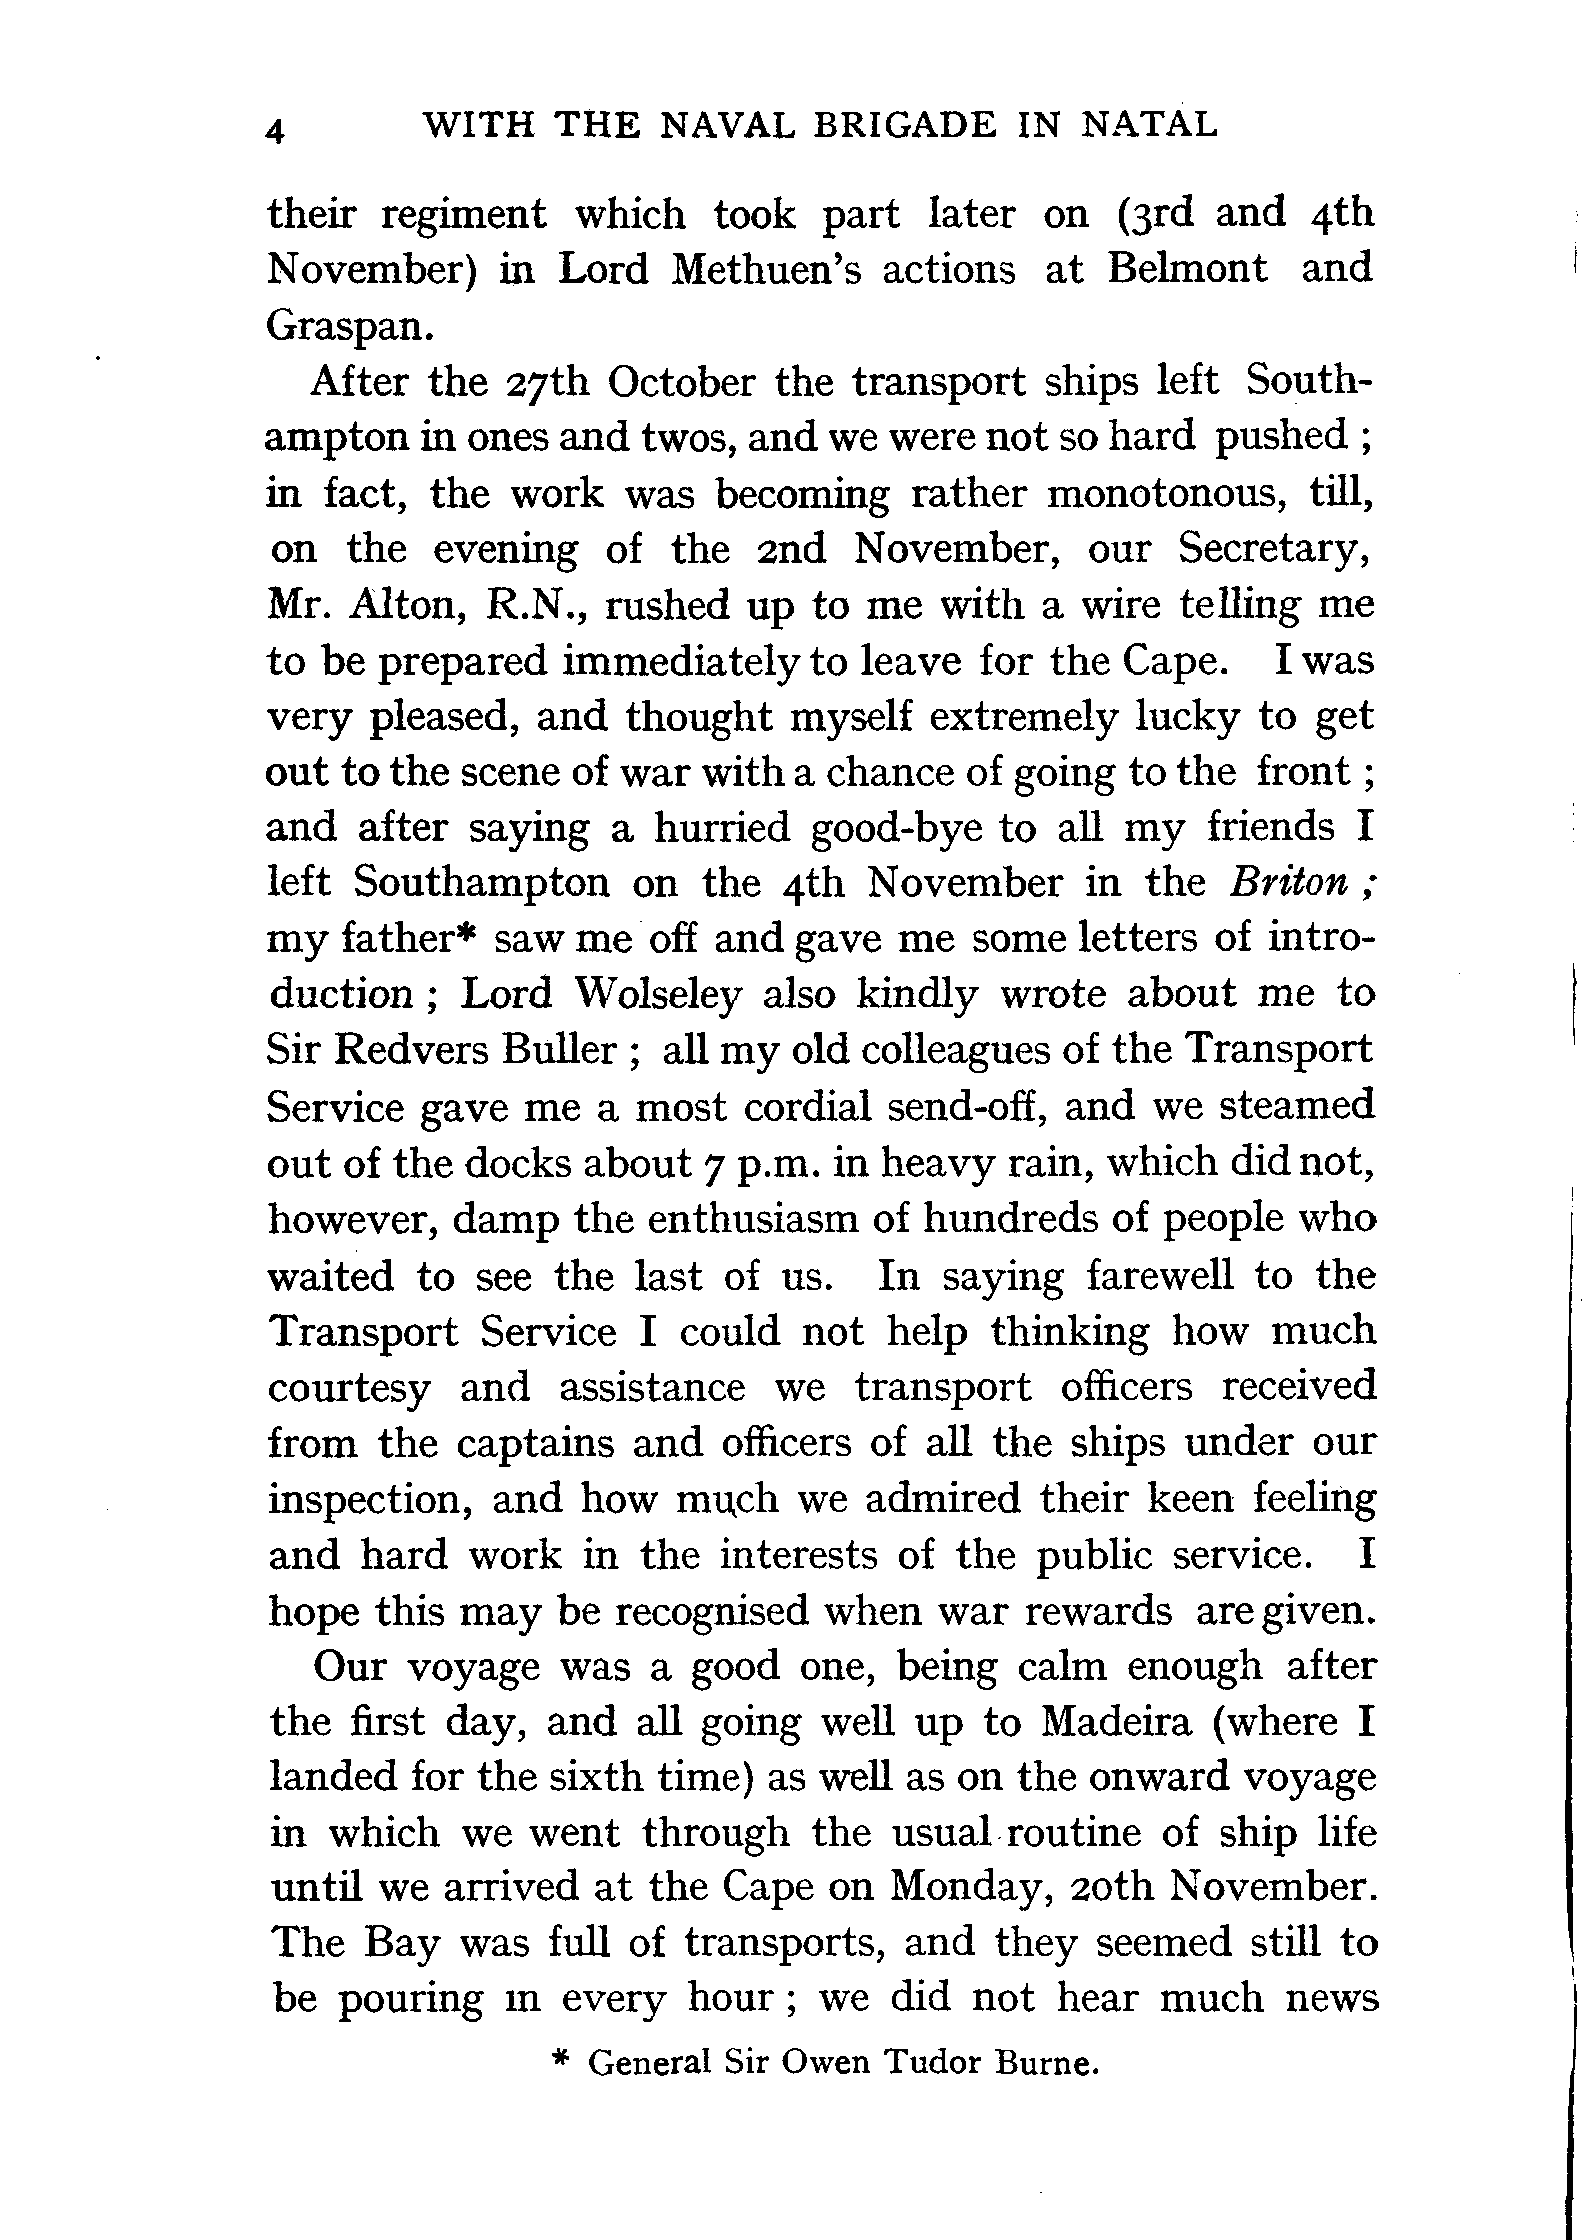 4 WITH THE NAVAL BRIGADE IN NATAL
their regiment which took part later on (3rd and 4th
November) in Lord Methuen's actions at Belmont and
Graspan.
After the 27th October the transport ships left South-
ampton in ones and twos, and we were not so hard pushed ;
in fact, the work was becoming rather monotonous, till,
on the evening of the 2nd November, our Secretary,
Mr. Alton, R.N., rushed up to me with a wire telling me
to be prepared immediately to leave for the Cape. I was
very pleased, and thought myself extremely lucky to get
out to the scene of war with a chance of going to the front ;
and after saying a hurried good-bye to all my friends I
left Southampton on the 4th November in the Briton ;
my father* saw me off and gave me some letters of intro-
duction ; Lord Wolseley also kindly wrote about me to
Sir Redvers Buller ; all my old colleagues of the Transport
Service gave me a most cordial send-off, and we steamed
out of the docks about 7 p.m. in heavy rain, which did not,
however, damp the enthusiasm of hundreds of people who
waited to see the last of us. In saying farewell to the
Transport Service I could not help thinking how much
courtesy and assistance we transport officers received
from the captains and officers of all the ships under our
inspection, and how much we admired their keen feeling
and hard work in the interests of the public service. I
hope this may be recognised when war rewards are given.
Our voyage was a good one, being calm enough after
the first day, and all going well up to Madeira (where I
landed for the sixth time) as well as on the onward voyage
in which we went through the usual routine of ship life
until we arrived at the Cape on Monday, 20th November.
The Bay was full of transports, and they seemed still to
be pouring in every hour ; we did not hear much news
* General Sir Owen Tudor Burne.